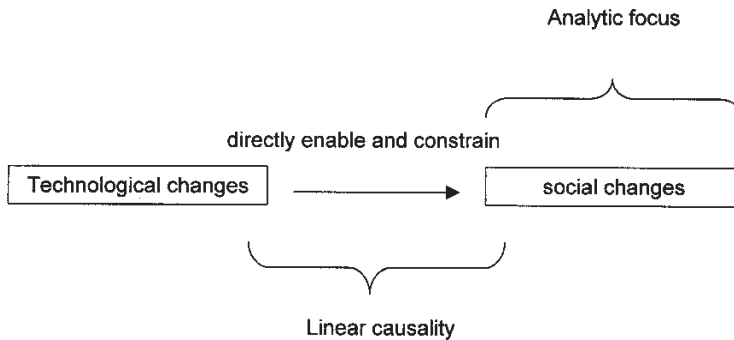 Analytic focus
directly enable and constrain
Technological changes
social changes
Linear causality